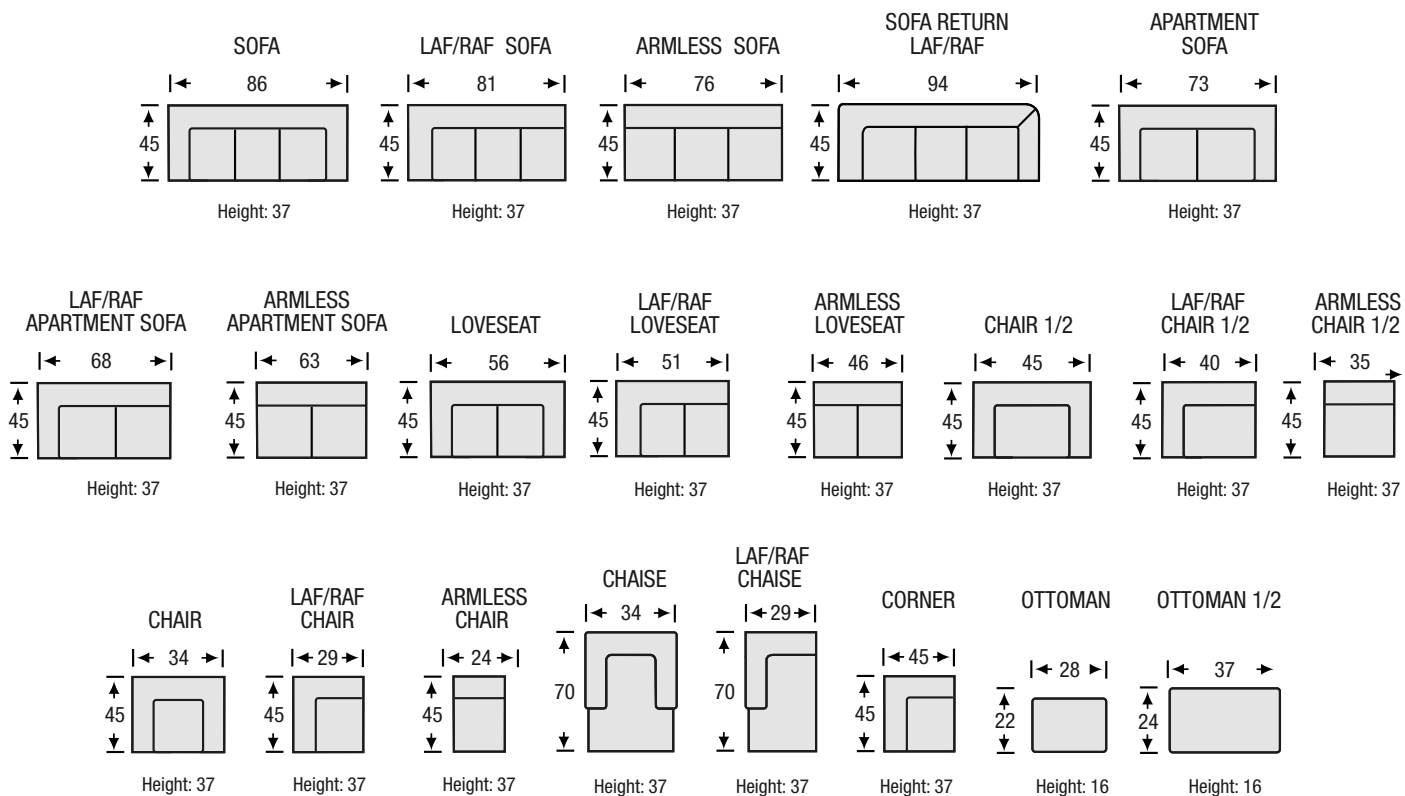 SOFA
86
45
Height: 37
LAF/RAF SOFA
81
45
Height: 37
ARMLESS SOFA
76
45
Height: 37
SOFA RETURN
LAF/RAF
94
45
Height: 37
APARTMENT
SOFA
73
45
Height: 37
LAF/RAF
APARTMENT SOFA
68
45
Height: 37
ARMLESS
APARTMENT SOFA
63
45
Height: 37
LOVESEAT
56
45
Height: 37
LAF/RAF
LOVESEAT
51
45
Height: 37
ARMLESS
LOVESEAT
46
45
Height: 37
CHAIR 1/2
45
45
Height: 37
LAF/RAF
CHAIR 1/2
40
45
Height: 37
ARMLESS
CHAIR 1/2
35
45
Height: 37
CHAIR
34
45
Height: 37
LAF/RAF
CHAIR
29
45
Height: 37
ARMLESS
CHAIR
24
45
Height: 37
CHAISE
34
70
Height: 37
LAF/RAF
CHAISE
29
70
Height: 37
CORNER
45
45
Height: 37
OTTOMAN
28
22
Height: 16
OTTOMAN 1/2
37
24
Height: 16